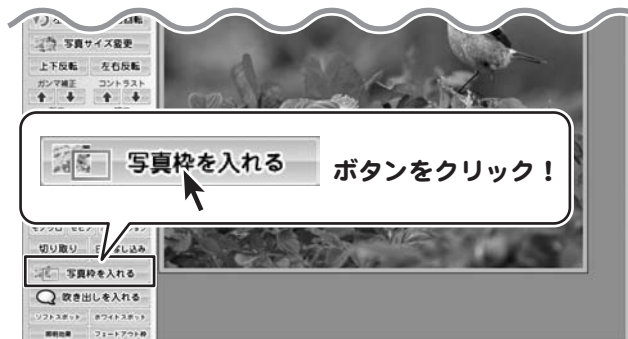 写真サイズ変更
上下反転 左右反転
ガンマ補正 コントラスト
写真枠を入れる ボタンをクリック！
切り取り
写真枠を入れる
吹き出しを入れる
ソフトスポット ホワイトスポット
照明効果 フェードアウト枠